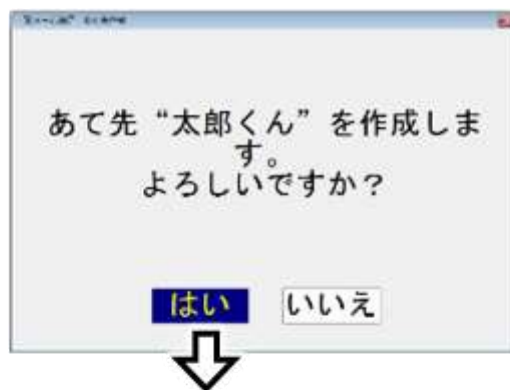 あて先“太郎くん”を作成しま
す。
よろしいですか？
はい
いいえ